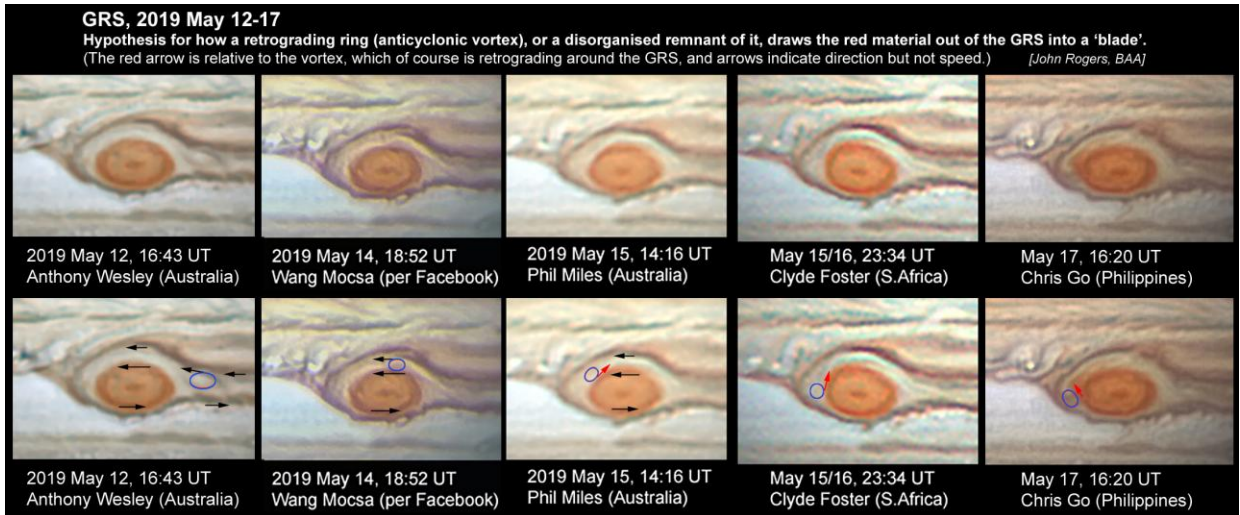 GRS, 2019 May 12-17
Hypothesis for how a retrograding ring (anticyclonic vortex), or a disorganised remnant of it, draws the red material out of the GRS into a ‘blade’.
(The red arrow is relative to the vortex, which of course is retrograding around the GRS, and arrows indicate direction but not speed.) [John Rogers, BAA]
2019 May 12, 16:43 UT
Anthony Wesley (Australia)
2019 May 14, 18:52 UT
Wang Mocsa (per Facebook)
2019 May 15, 14:16 UT
Phil Miles (Australia)
May 15/16, 23:34 UT
Clyde Foster (S.Africa)
May 17, 16:20 UT
Chris Go (Philippines)
2019 May 12, 16:43 UT
Anthony Wesley (Australia)
2019 May 14, 18:52 UT
Wang Mocsa (per Facebook)
2019 May 15, 14:16 UT
Phil Miles (Australia)
May 15/16, 23:34 UT
Clyde Foster (S.Africa)
May 17, 16:20 UT
Chris Go (Philippines)